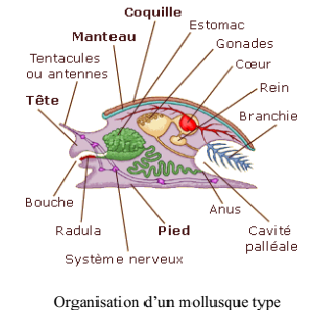 Coquille
Estomac
Manteau
Gonades
Tentacules
ou antennes
Cœur
Tête
Rein
Branchie
Bouche
Anus
Radula
Pied
Cavité
palléale
Système nerveux
Organisation d'un mollusque type